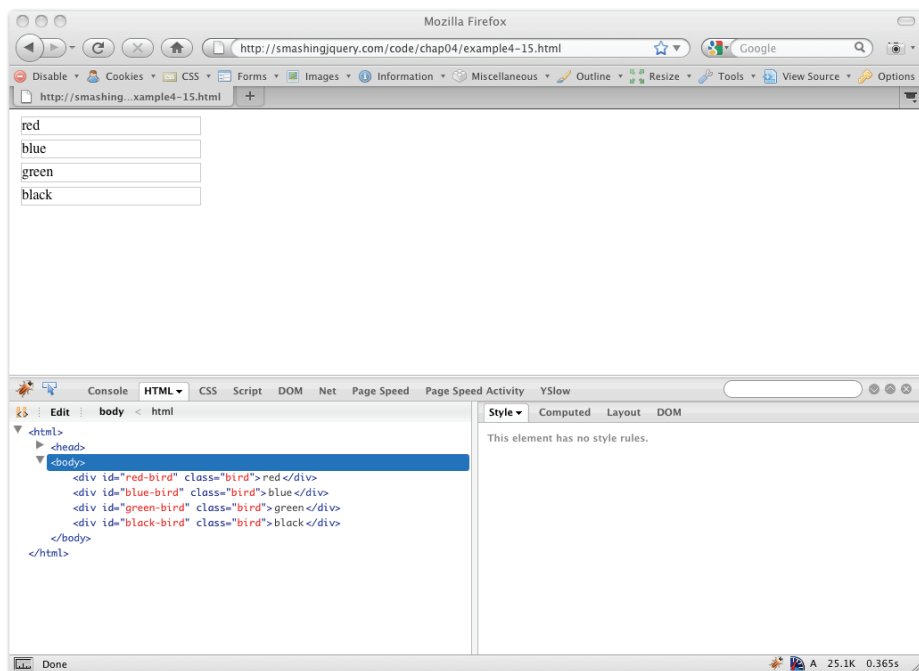 Mozilla Firefox
http://smashingjquery.com/code/chap04/example4-15.html
Google
Disable Cookies CSS Forms Images Information Miscellaneous Outline Resize Tools View Source Options
http://smashing...xample4-15.html +
red
blue
green
black
Console HTML CSS Script DOM Net Page Speed Page Speed Activity YSlow
Edit body < html
Style Computed Layout DOM
This element has no style rules.
<html>
<head>
<body>
<div id="red-bird" class="bird">red</div>
<div id="blue-bird" class="bird">blue</div>
<div id="green-bird" class="bird">green</div>
<div id="black-bird" class="bird">black</div>
</body>
</html>
Done
A 25.1K 0.365s